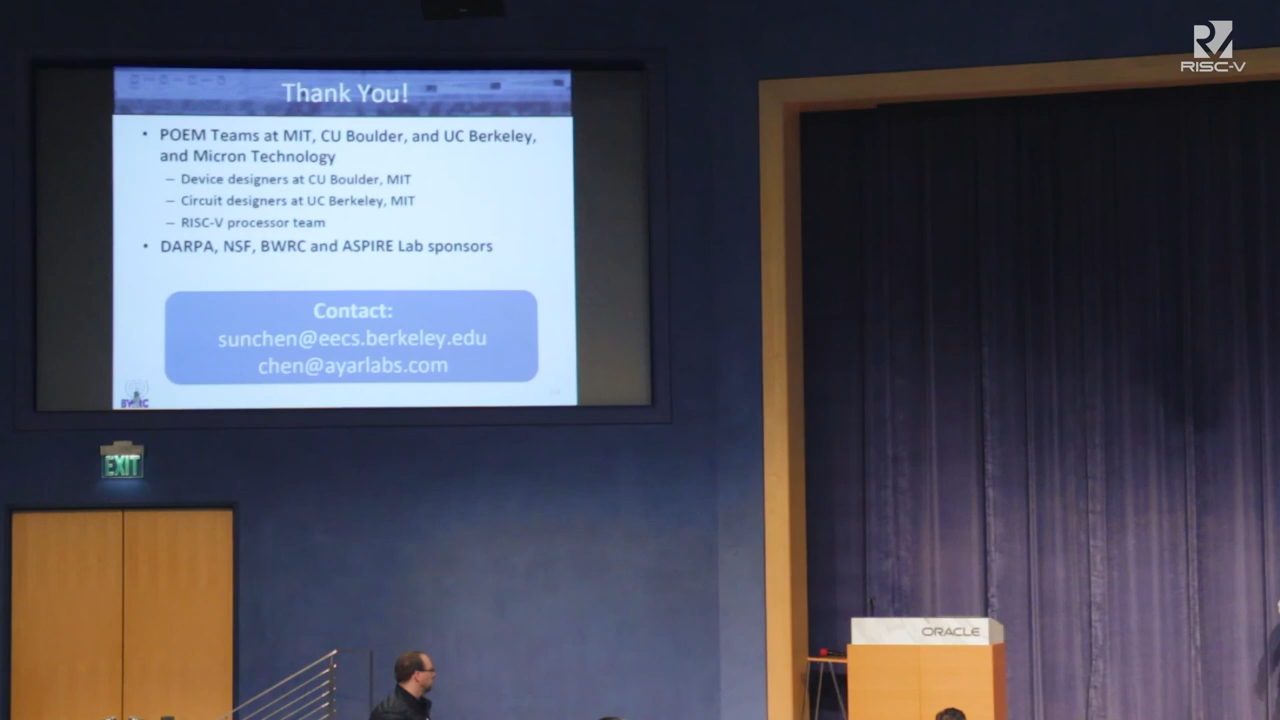 RISC-V
Thank You!
• POEM Teams at MIT, CU Boulder, and UC Berkeley,
and Micron Technology
– Device designers at CU Boulder, MIT
– Circuit designers at UC Berkeley, MIT
– RISC-V processor team
• DARPA, NSF, BWRC and ASPIRE Lab sponsors
Contact:
sunchen@eecs.berkeley.edu
chen@ayarlabs.com
BWRC
EXIT
ORACLE